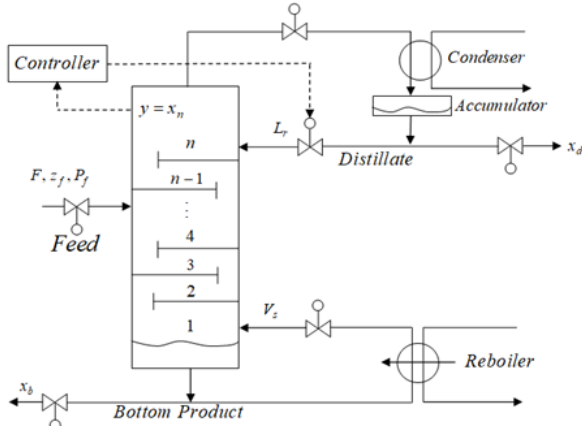 Controller
Condenser
y = x_n
Accumulator
L_r
n
Distillate
x_d
F, z_f, P_f
n − 1
⋮
Feed
4
3
2
V_s
1
Reboiler
x_b
Bottom Product